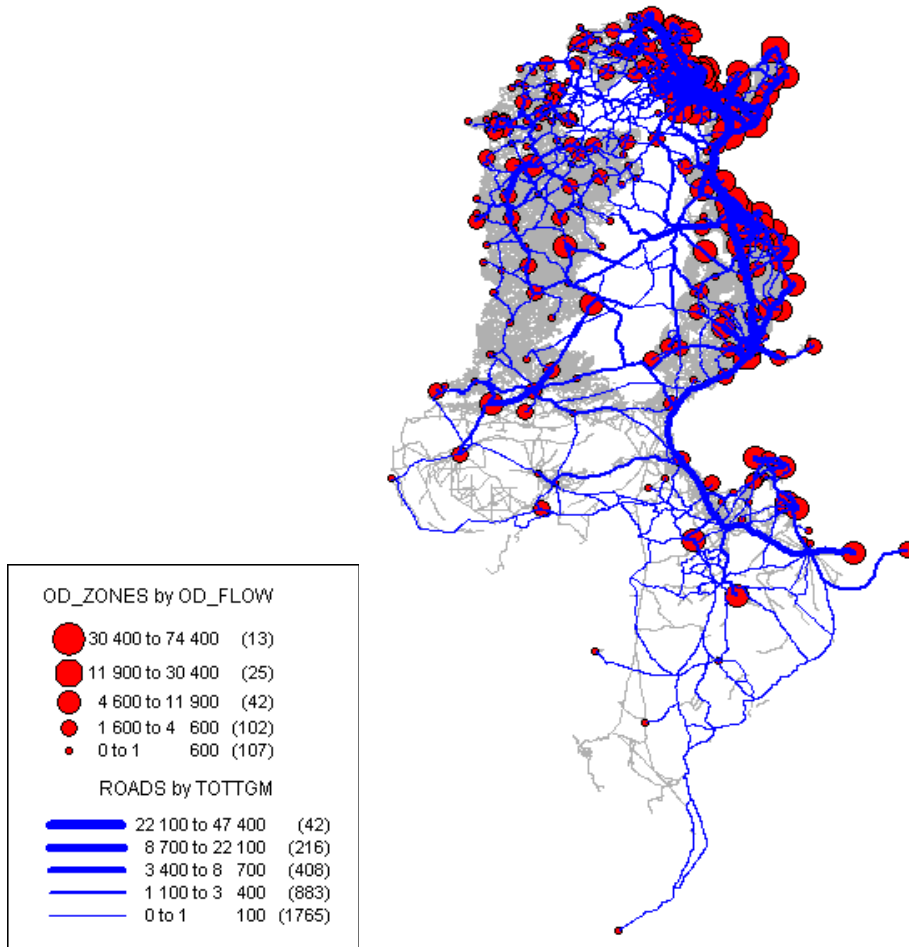 OD_ZONES by OD_FLOW
30 400 to 74 400 (13)
11 900 to 30 400 (25)
4 600 to 11 900 (42)
1 600 to 4 600 (102)
0 to 1 600 (107)
ROADS by TOTTGM
22 100 to 47 400 (42)
8 700 to 22 100 (216)
3 400 to 8 700 (408)
1 100 to 3 400 (883)
0 to 1 100 (1765)